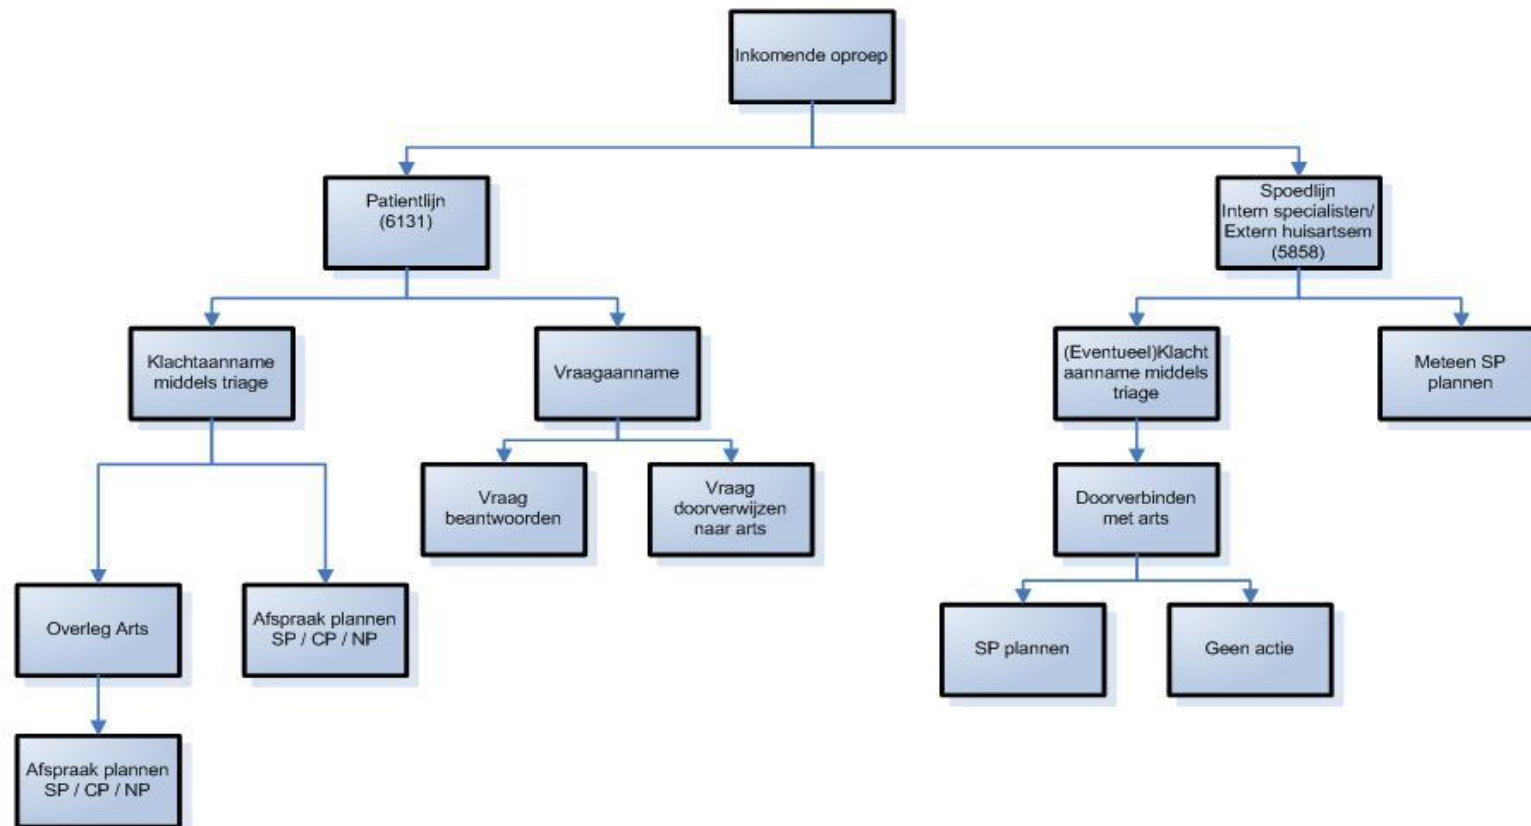 Inkomende oproep
Patientlijn
(6131)
Spoedlijn
Intern specialisten/
Extern huisartsem
(5858)
Klachtaanname
middels triage
Vraagaanname
(Eventueel)Klacht
aanname middels
triage
Meteen SP
plannen
Vraag
beantwoorden
Vraag
doorverwijzen
naar arts
Doorverbinden
met arts
Overleg Arts
Afspraak plannen
SP / CP / NP
SP plannen
Geen actie
Afspraak plannen
SP / CP / NP